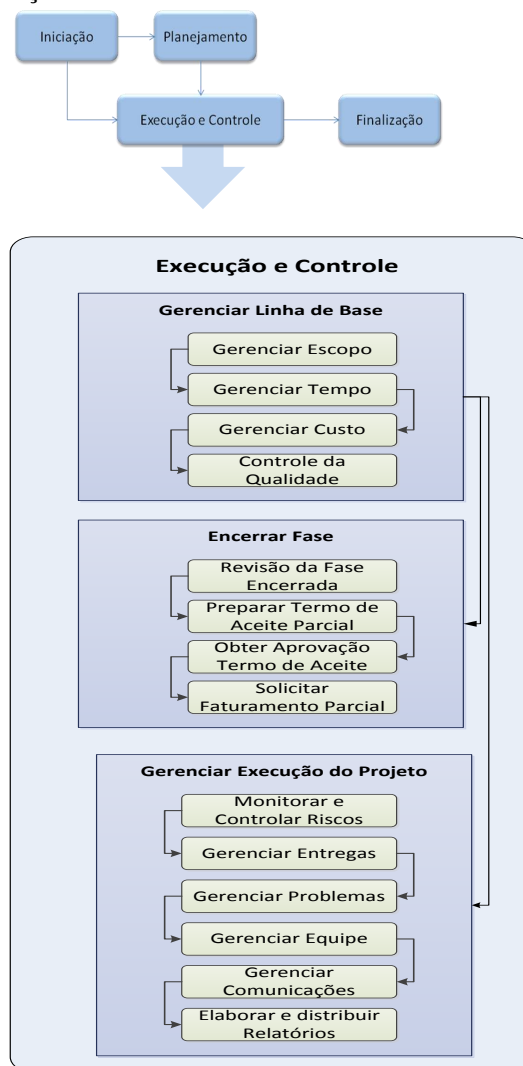 Iniciação
Planejamento
Execução e Controle
Finalização
Execução e Controle
Gerenciar Linha de Base
Gerenciar Escopo
Gerenciar Tempo
Gerenciar Custo
Controle da
Qualidade
Encerrar Fase
Revisão da Fase
Encerrada
Preparar Termo de
Aceite Parcial
Obter Aprovação
Termo de Aceite
Solicitar
Faturamento Parcial
Gerenciar Execução do Projeto
Monitorar e
Controlar Riscos
Gerenciar Entregas
Gerenciar Problemas
Gerenciar Equipe
Gerenciar
Comunicações
Elaborar e distribuir
Relatórios